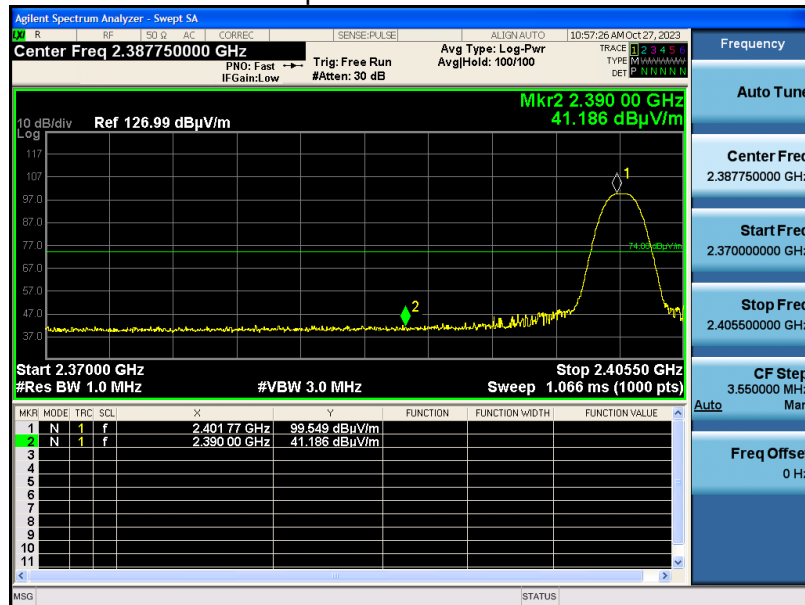 Agilent Spectrum Analyzer - Swept SA
LXI R RF 50 Ω AC CORREC SENSE:PULSE ALIGNAUTO 10:57:26 AM Oct 27, 2023
Center Freq 2.387750000 GHz
PNO: Fast
IFGain:Low
Trig: Free Run
#Atten: 30 dB
Avg Type: Log-Pwr
Avg|Hold: 100/100
TRACE 1 2 3 4 5 6
TYPE M
DET P N N N N N
Mkr2 2.390 00 GHz
41.186 dBµV/m
10 dB/div Ref 126.99 dBµV/m
Log
117
107
97.0
87.0
77.0
67.0
57.0
47.0
37.0
1
74.00 dBµV/m
2
Start 2.37000 GHz Stop 2.40550 GHz
#Res BW 1.0 MHz #VBW 3.0 MHz Sweep 1.066 ms (1000 pts)
MKR MODE TRC SCL X Y FUNCTION FUNCTION WIDTH FUNCTION VALUE
1 N 1 f 2.401 77 GHz 99.549 dBµV/m
2 N 1 f 2.390 00 GHz 41.186 dBµV/m
3
4
5
6
7
8
9
10
11
MSG STATUS
Frequency
Auto Tune
Center Freq
2.387750000 GHz
Start Freq
2.370000000 GHz
Stop Freq
2.405500000 GHz
CF Step
3.550000 MHz
Auto Man
Freq Offset
0 Hz